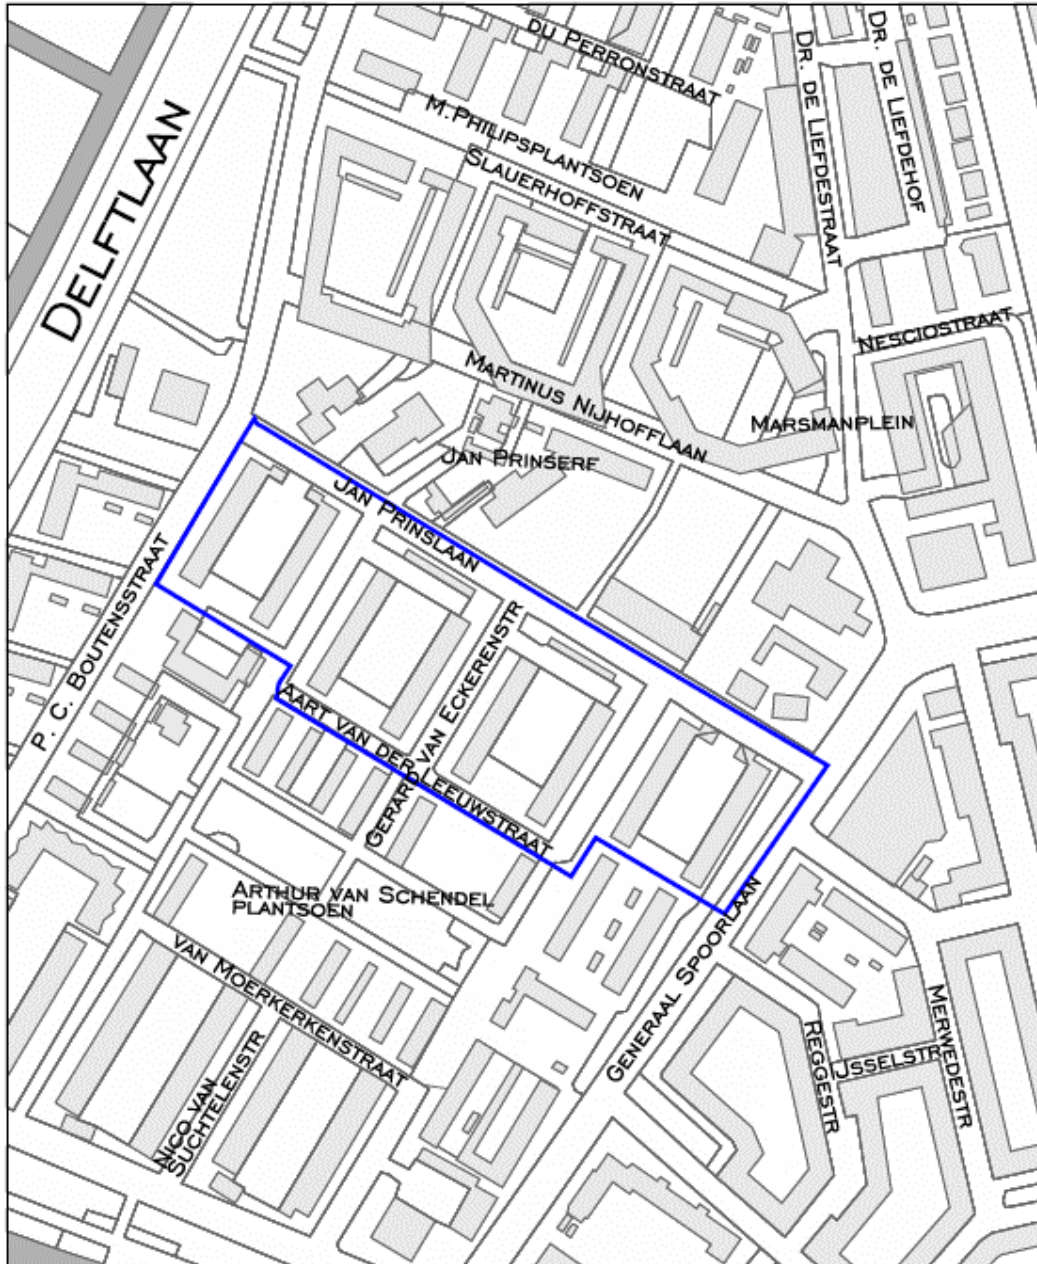 DU PERRONSTRAAT
DR. DE LIEFDESTRAAT
DR. DE LIEFDEHOF
M. PHILIPSPLANTSOEN
SLAUERHOFFSTRAAT
DELFTLAAN
NESCIOSTRAAT
MARTINUS NIJHOFFLAAN
MARSMANPLEIN
JAN PRINSERF
JAN PRINSLAAN
P. C. BOUTENSSTRAAT
GERARD VAN ECKERENSTR
AART VAN DER LEEUWSTRAAT
ARTHUR VAN SCHENDEL
PLANTSOEN
GENERAAL SPOORLAAN
VAN MOERKERKENSTRAAT
NICO VAN
SUCHTELENSTR
REGGESTR
IJSSELSTR
MERWEDESTR